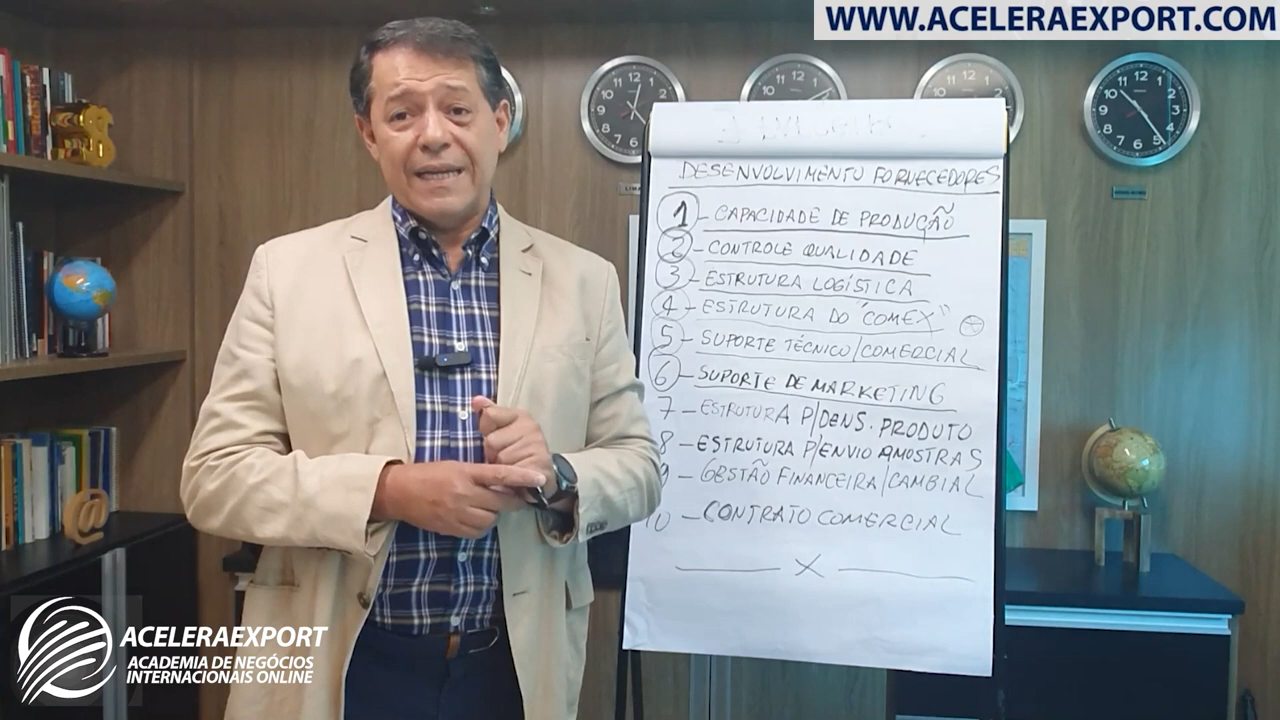 WWW.ACELERAEXPORT.COM
DESENVOLVIMENTO FORNECEDORES
1 - CAPACIDADE DE PRODUÇÃO
2 - CONTROLE QUALIDADE
3 - ESTRUTURA LOGÍSTICA
4 - ESTRUTURA DO "COMEX"
5 - SUPORTE TÉCNICO/COMERCIAL
6 - SUPORTE DE MARKETING
7 - ESTRUTURA P/DENS. PRODUTO
8 - ESTRUTURA P/ENVIO AMOSTRAS
9 - GESTÃO FINANCEIRA/CAMBIAL
10 - CONTRATO COMERCIAL
X
ACELERAEXPORT
ACADEMIA DE NEGÓCIOS
INTERNACIONAIS ONLINE